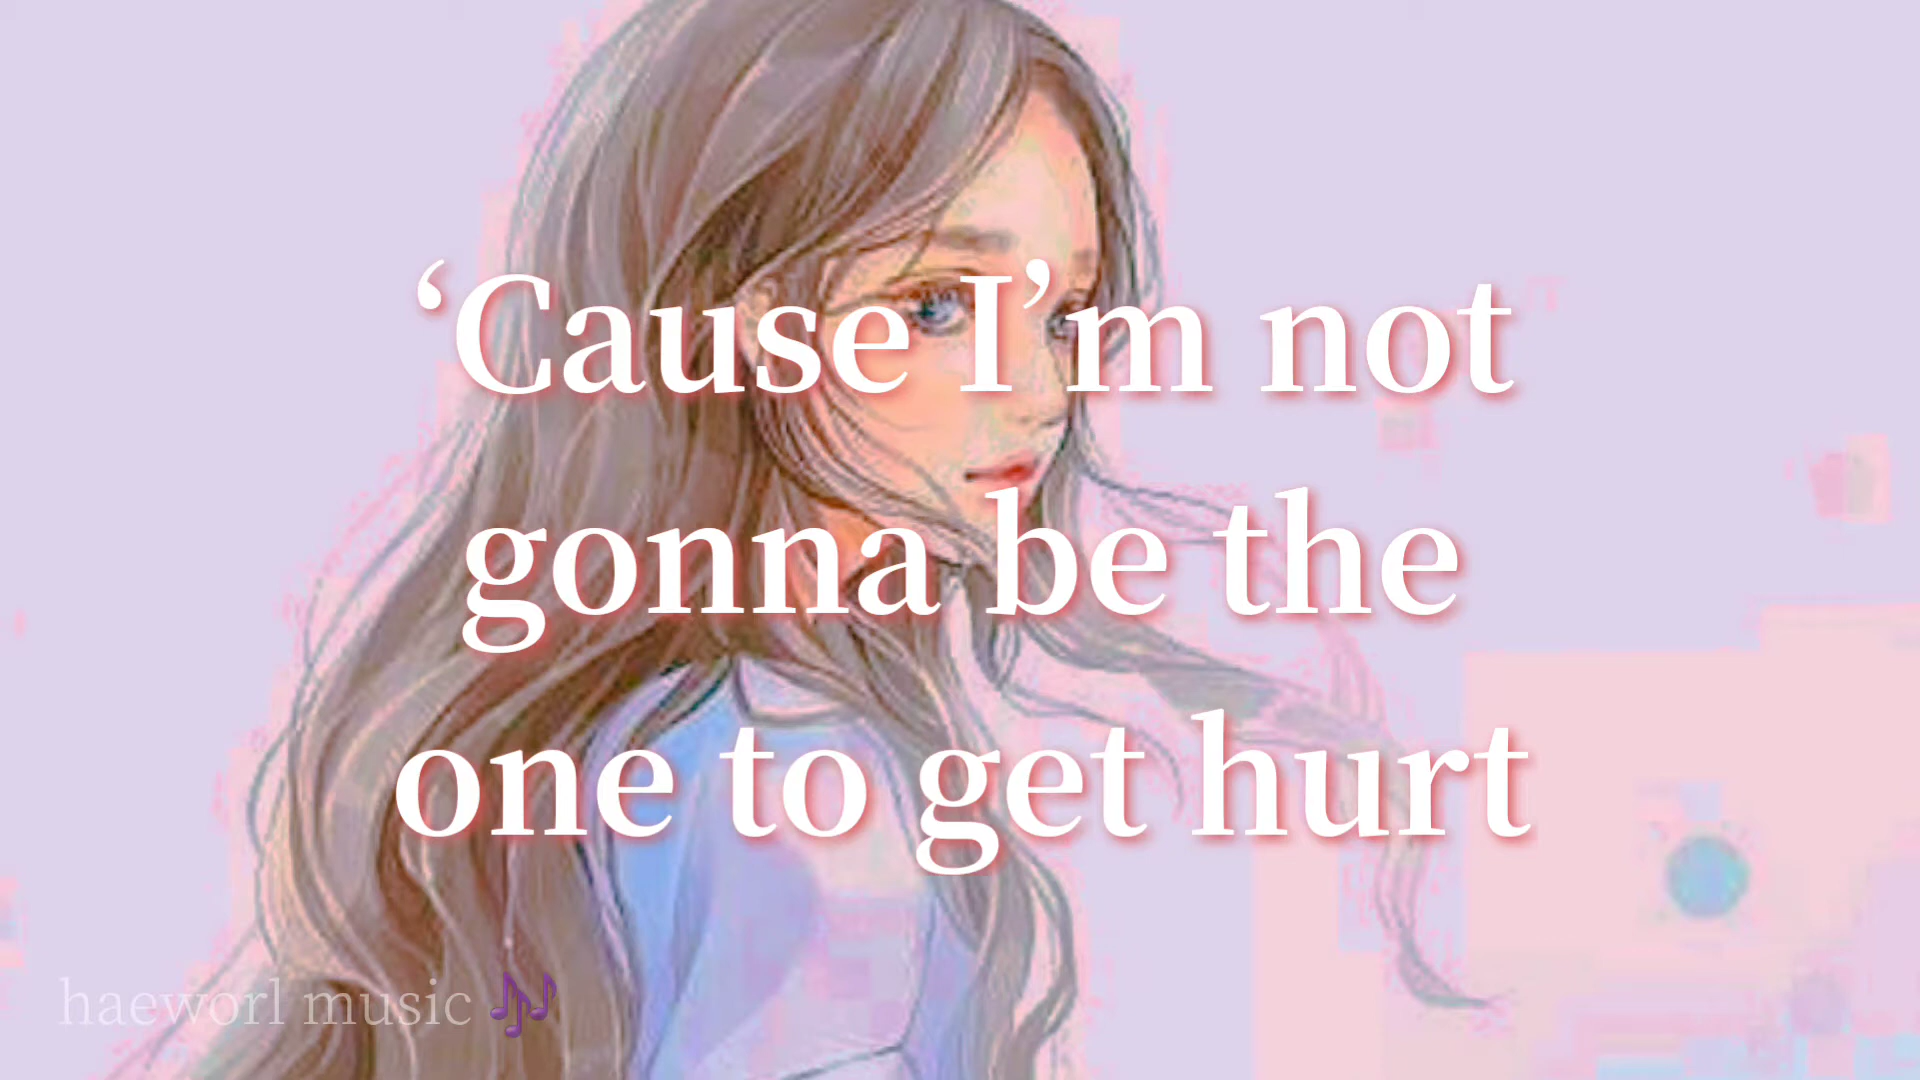 ‘Cause I’m not
gonna be the
one to get hurt
haeworl music 🎶